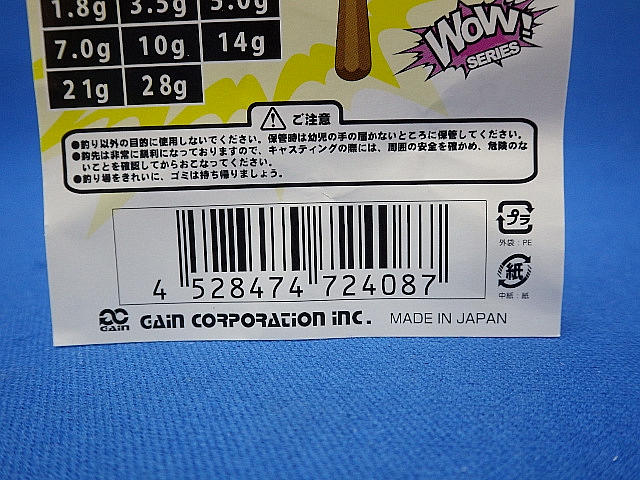 1.8g 3.5g 5.0g
7.0g 10g 14g
21g 28g
WOW!
SERIES
ご注意
●釣り以外の目的に使用しないでください。保管時は幼児の手の届かないところに保管してください。
●鈎先は非常に鋭利になっておりますので、キャスティングの際には、周囲の安全を確かめ、危険のな
いことを確認してからおこなってください。
●釣り場をきれいに、ゴミは持ち帰りましょう。
プラ
外袋：PE
紙
中紙：紙
4 528474 724087
GAIN
GAIN CORPORATION INC. MADE IN JAPAN